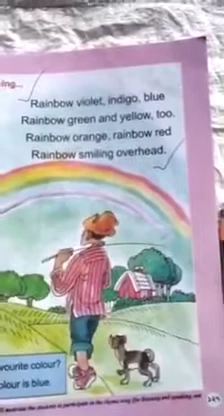 ing...
Rainbow violet, indigo, blue
Rainbow green and yellow, too.
Rainbow orange, rainbow red
Rainbow smiling overhead.
vourite colour?
olour is blue.